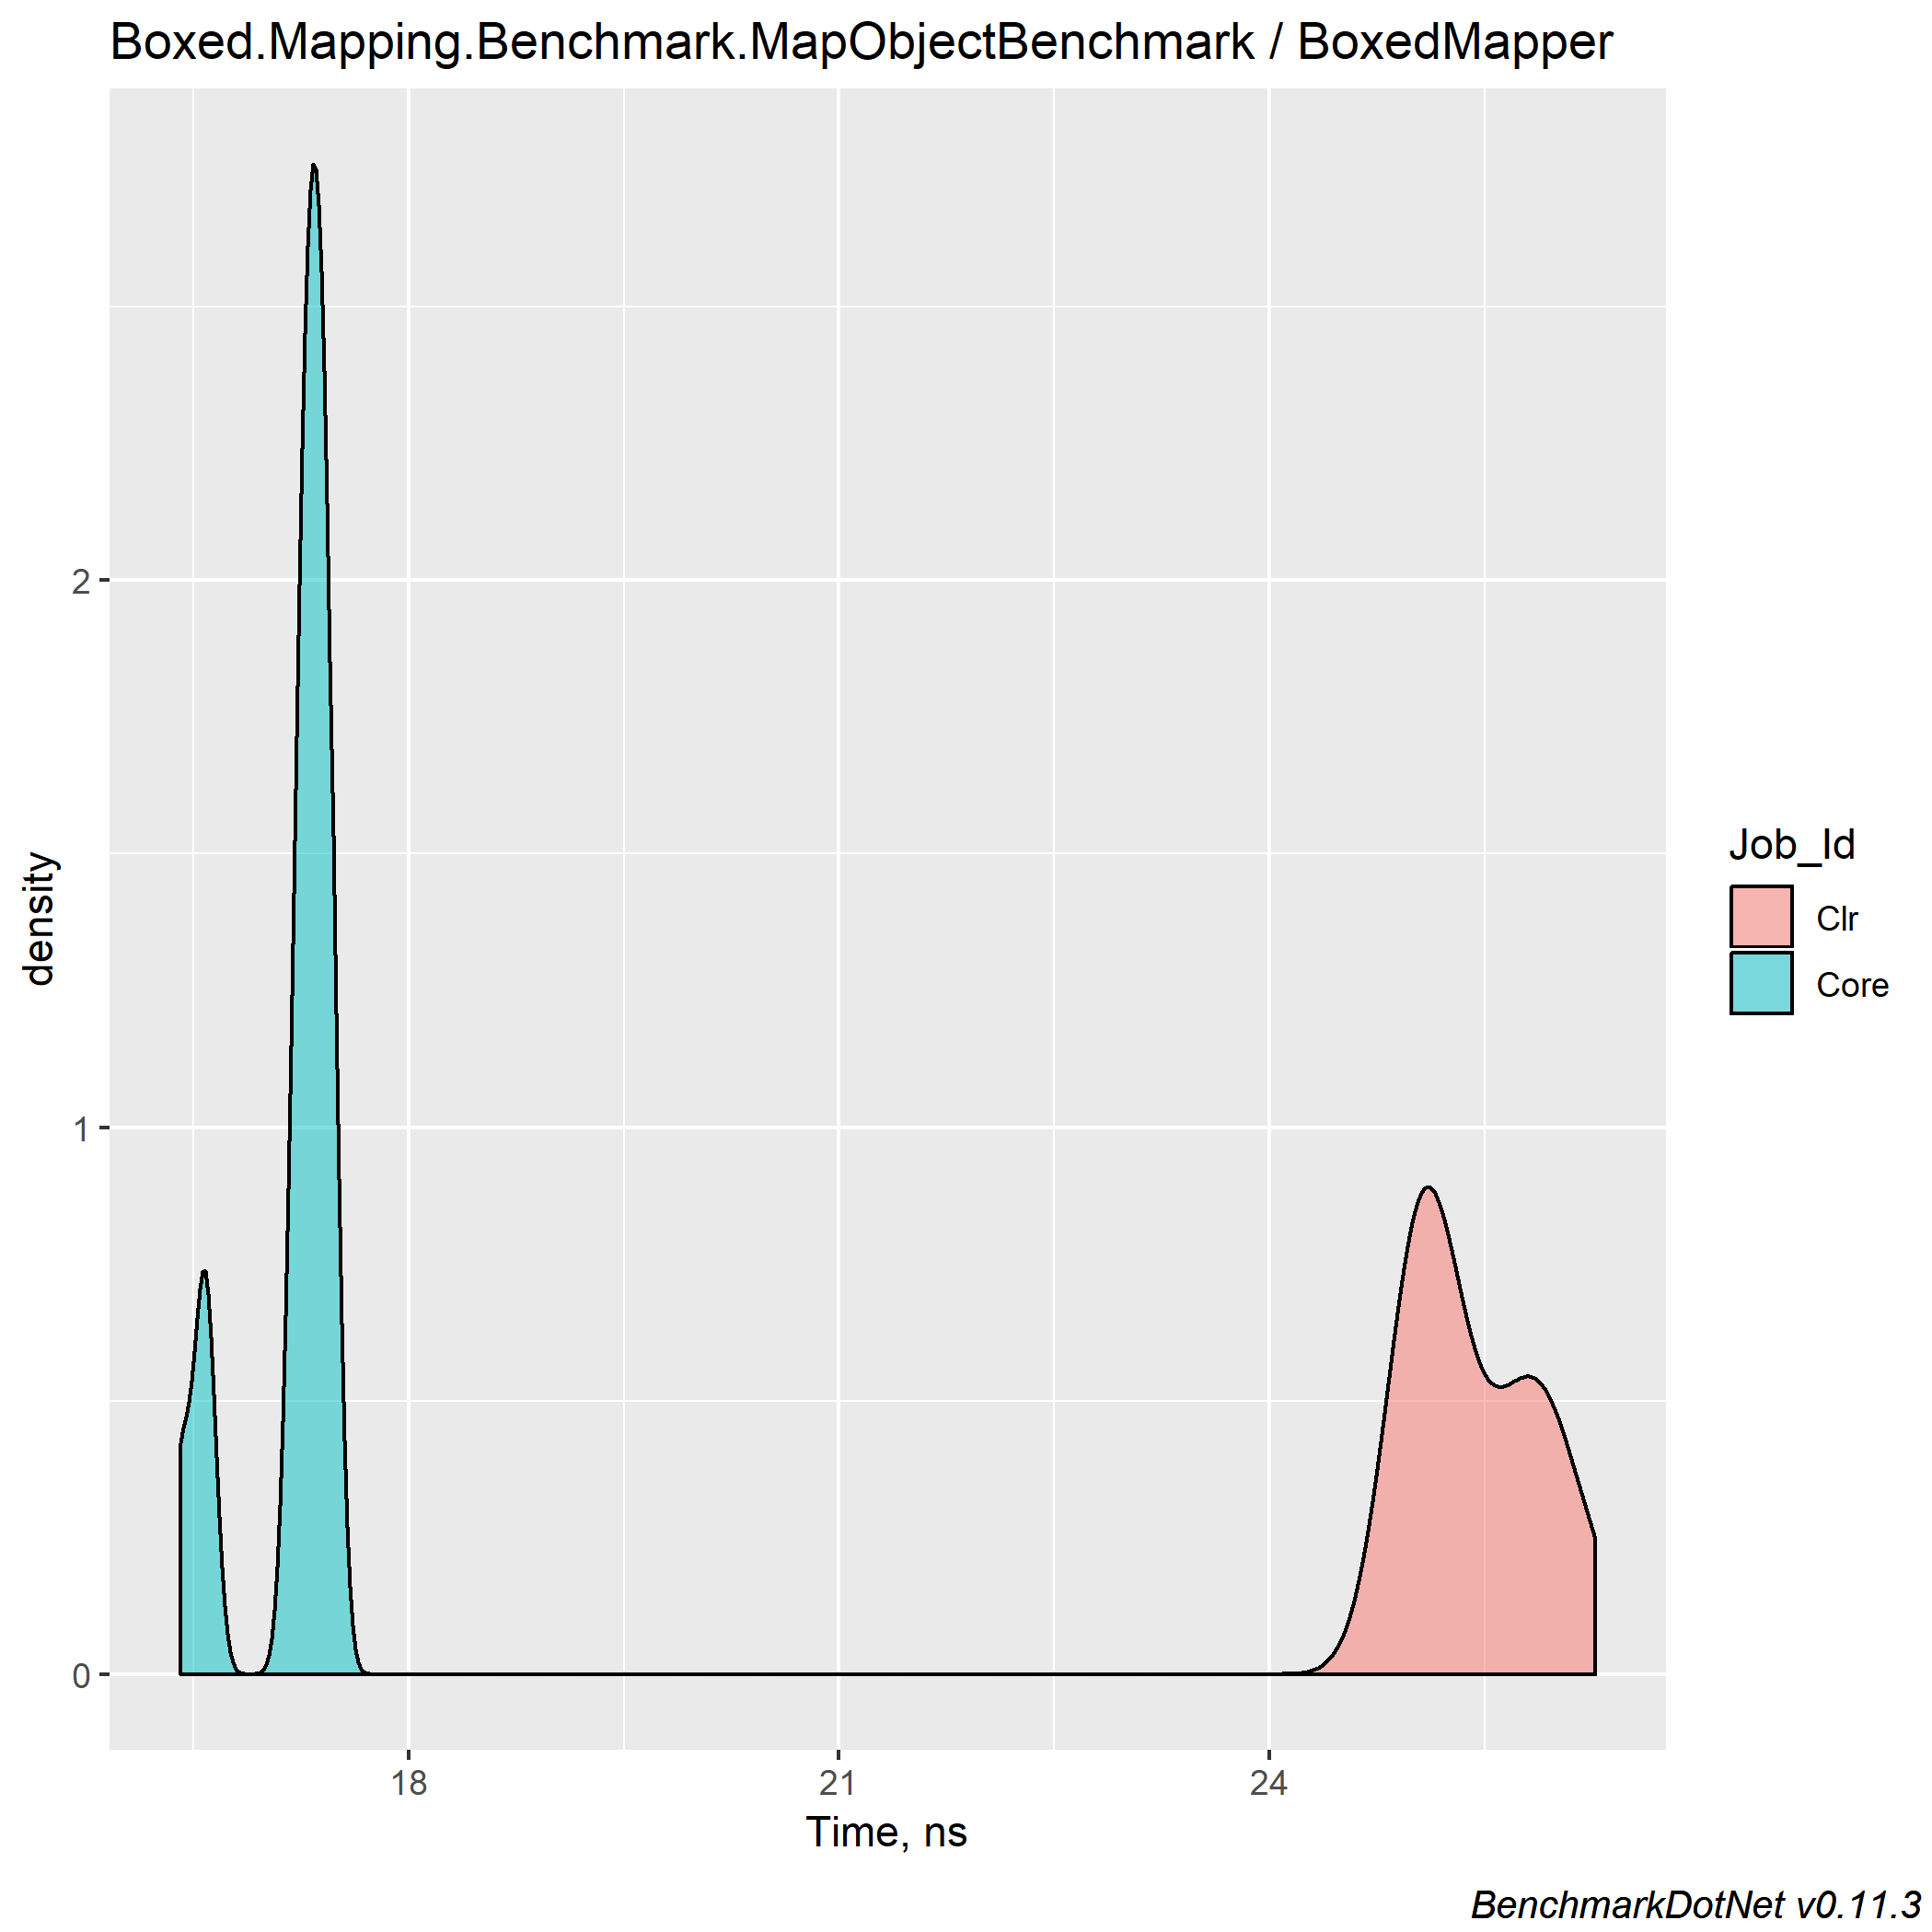 Boxed.Mapping.Benchmark.MapObjectBenchmark / BoxedMapper
density
2
1
0
18 21 24
Time, ns
Job_Id
Clr
Core
BenchmarkDotNet v0.11.3